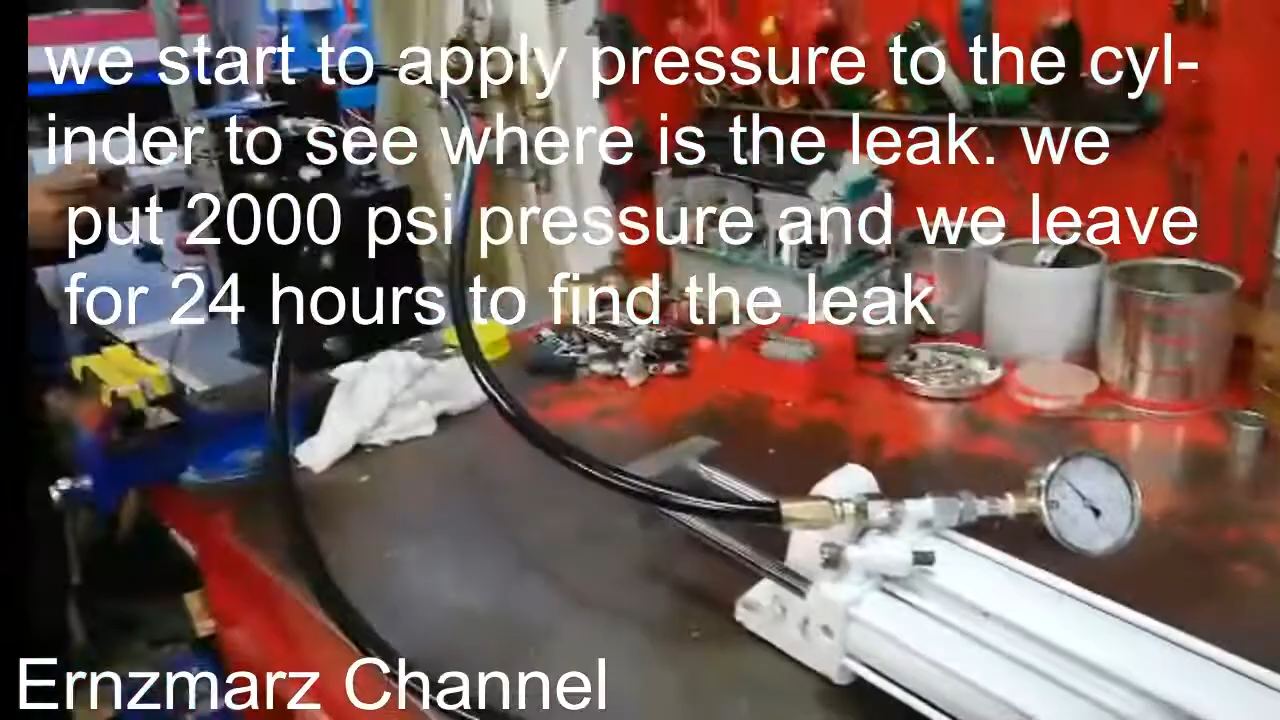 we start to apply pressure to the cyl-
inder to see where is the leak. we
put 2000 psi pressure and we leave
for 24 hours to find the leak
Ernzmarz Channel